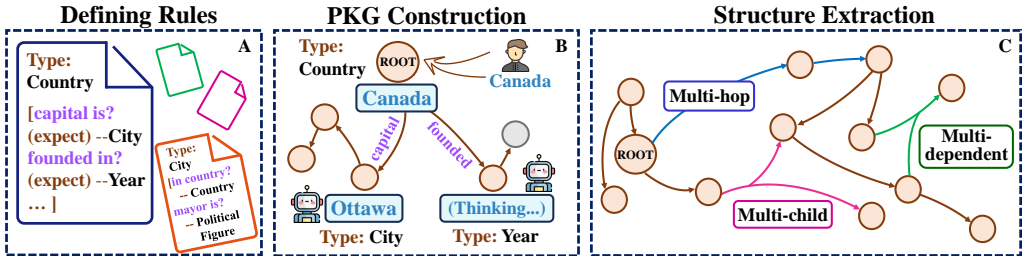 Defining Rules
A
Type:
Country
[capital is?
(expect) --City
founded in?
(expect) --Year
... ]
Type:
City
[in country?
-- Country
mayor is?
-- Political
Figure
PKG Construction
B
Type:
Country
ROOT
Canada
Canada
capital
founded
Ottawa
(Thinking...)
Type: City
Type: Year
Structure Extraction
C
Multi-hop
ROOT
Multi-
dependent
Multi-child